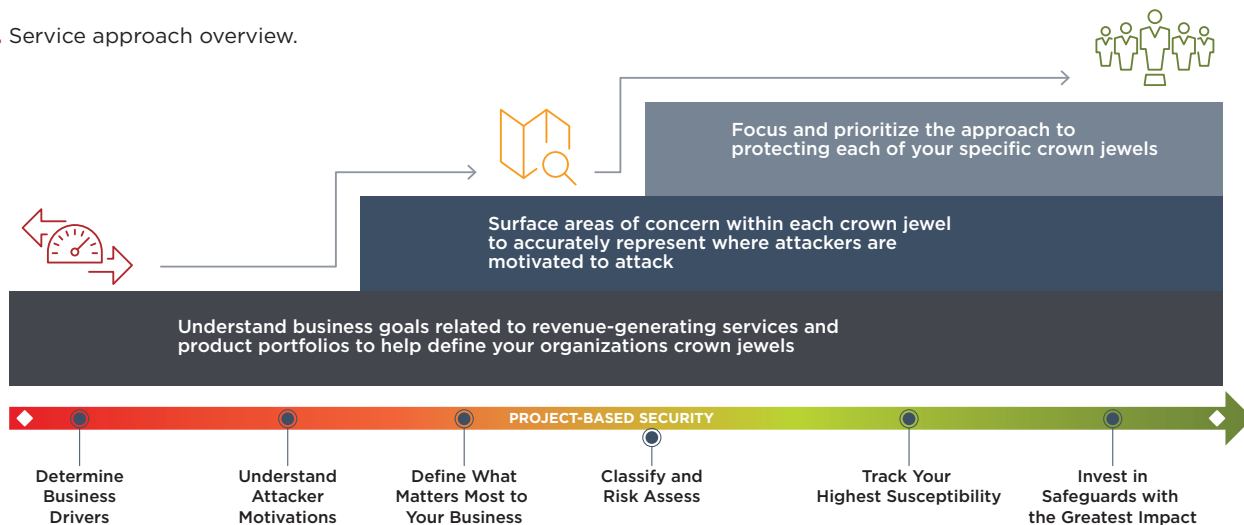 Service approach overview.
Focus and prioritize the approach to
protecting each of your specific crown jewels
Surface areas of concern within each crown jewel
to accurately represent where attackers are
motivated to attack
Understand business goals related to revenue-generating services and
product portfolios to help define your organizations crown jewels
PROJECT-BASED SECURITY
Determine
Business
Drivers
Understand
Attacker
Motivations
Define What
Matters Most to
Your Business
Classify and
Risk Assess
Track Your
Highest Susceptibility
Invest in
Safeguards with
the Greatest Impact